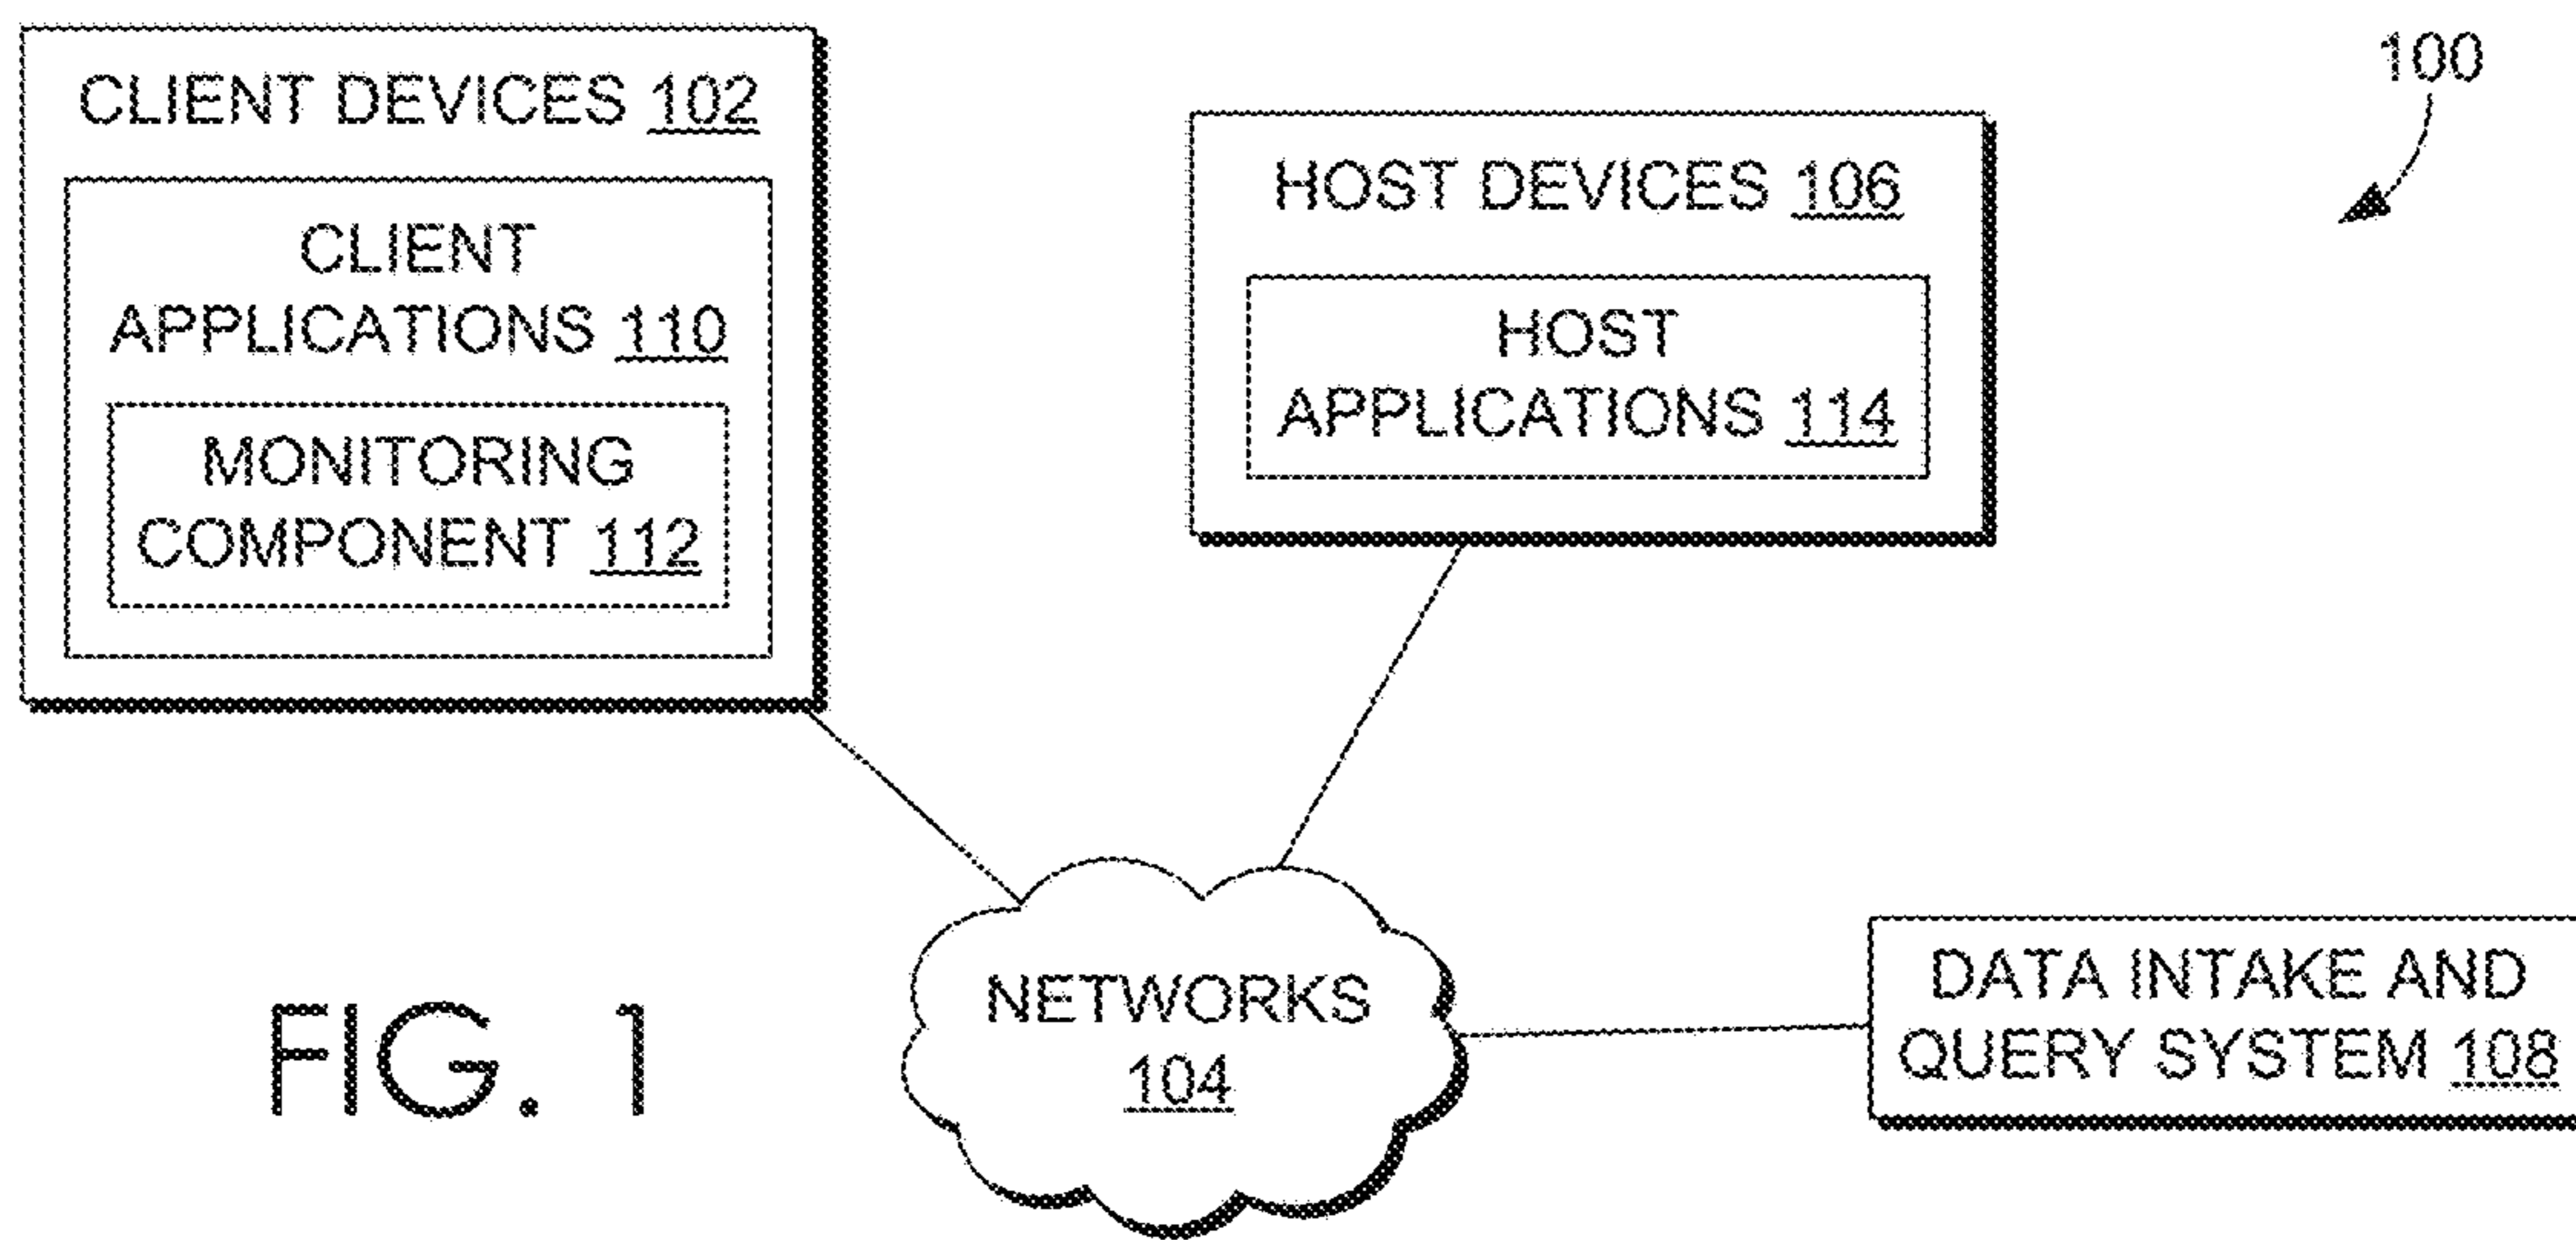 CLIENT DEVICES 102
CLIENT
APPLICATIONS 110
MONITORING
COMPONENT 112
HOST DEVICES 106
HOST
APPLICATIONS 114
100
NETWORKS
104
DATA INTAKE AND
QUERY SYSTEM 108
FIG. 1